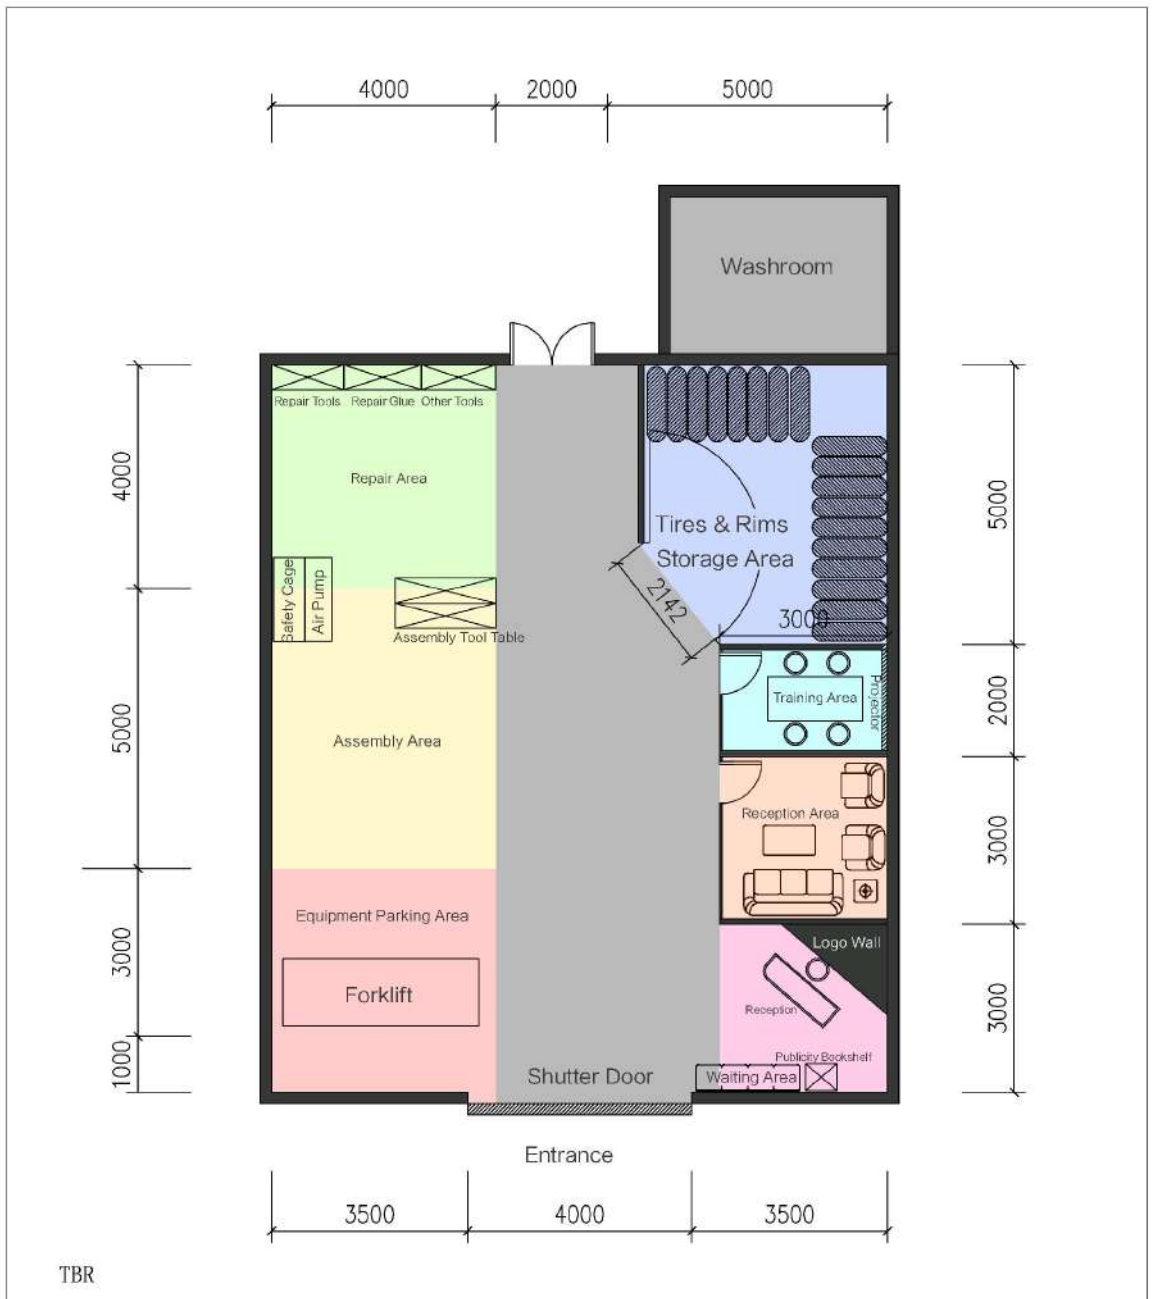 4000 2000 5000
Washroom
Repair Tools Repair Glue Other Tools
Repair Area
4000
5000
Tires & Rims
Storage Area
Safety Cage
Air Pump
2142
3000
Assembly Tool Table
Training Area
Projector
2000
5000
Assembly Area
Reception Area
3000
Equipment Parking Area
Logo Wall
3000
Forklift
Reception
3000
Publicity Bookshelf
1000
Shutter Door
Waiting Area
Entrance
3500 4000 3500
TBR